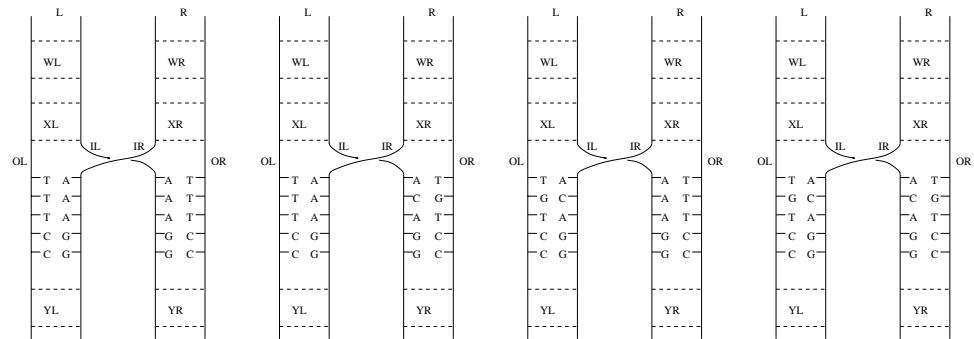 L R L R L R L R
WL WR WL WR WL WR WL WR
XL XR XL XR XL XR XL XR
IL IR IL IR IL IR IL IR
OL OR OL OR OL OR OL OR
T A A T T A A T T A A T T A A T
T A A T T A C G G C A T G C C G
T A A T T A A T T A A T T A A T
C G G C C G G C C G G C C G G C
C G G C C G G C C G G C C G G C
YL YR YL YR YL YR YL YR